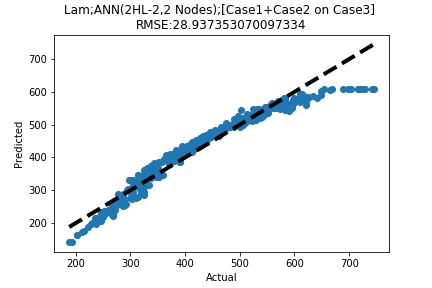 Lam;ANN(2HL-2,2 Nodes);[Case1+Case2 on Case3]
RMSE:28.937353070097334
700
600
500
400
300
200
Predicted
200 300 400 500 600 700
Actual